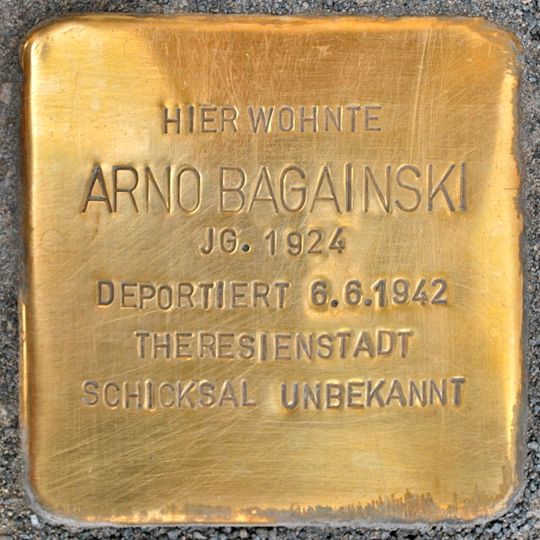 HIER WOHNTE
ARNO BAGAINSKI
JG. 1924
DEPORTIERT 6.6.1942
THERESIENSTADT
SCHICKSAL UNBEKANNT